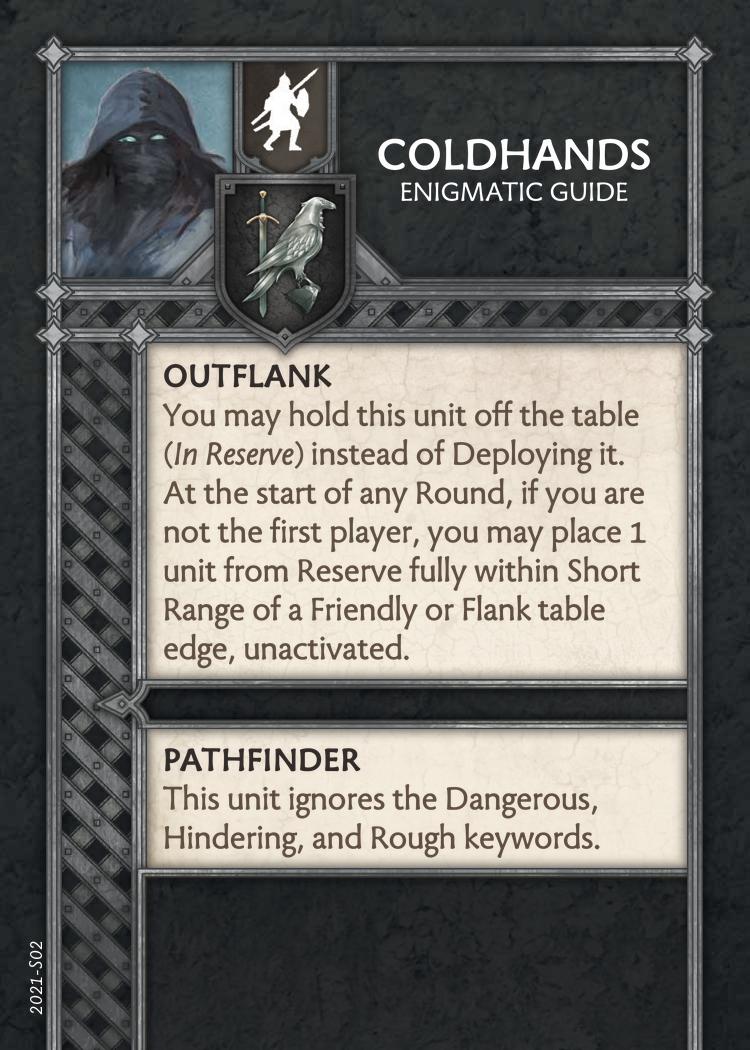 COLDHANDS
ENIGMATIC GUIDE
OUTFLANK
You may hold this unit off the table
(In Reserve) instead of Deploying it.
At the start of any Round, if you are
not the first player, you may place 1
unit from Reserve fully within Short
Range of a Friendly or Flank table
edge, unactivated.
PATHFINDER
This unit ignores the Dangerous,
Hindering, and Rough keywords.
2021-S02